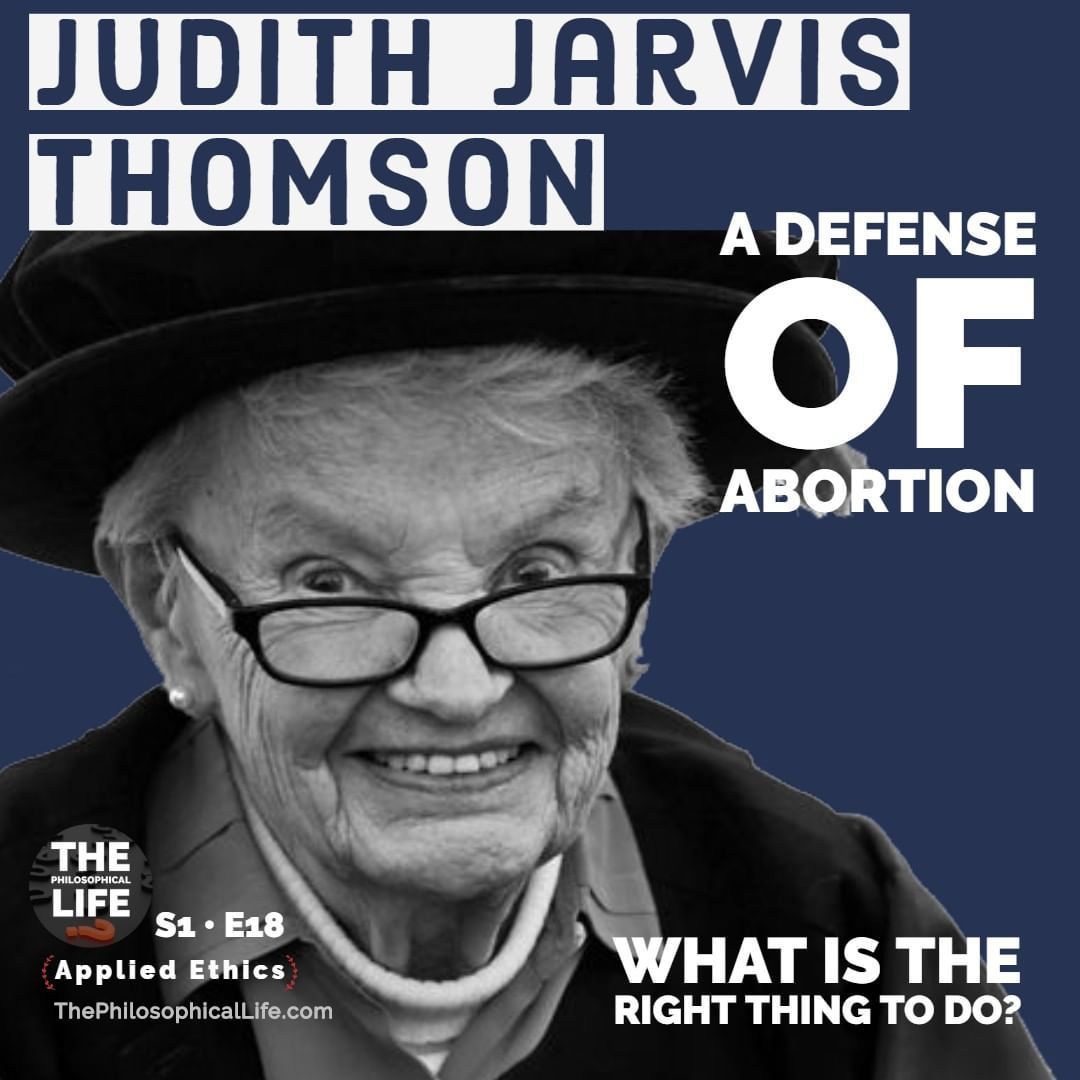 JUDITH JARVIS
THOMSON
A DEFENSE
OF
ABORTION
THE
PHILOSOPHICAL
LIFE
S1 • E18
Applied Ethics
ThePhilosophicalLife.com
WHAT IS THE
RIGHT THING TO DO?